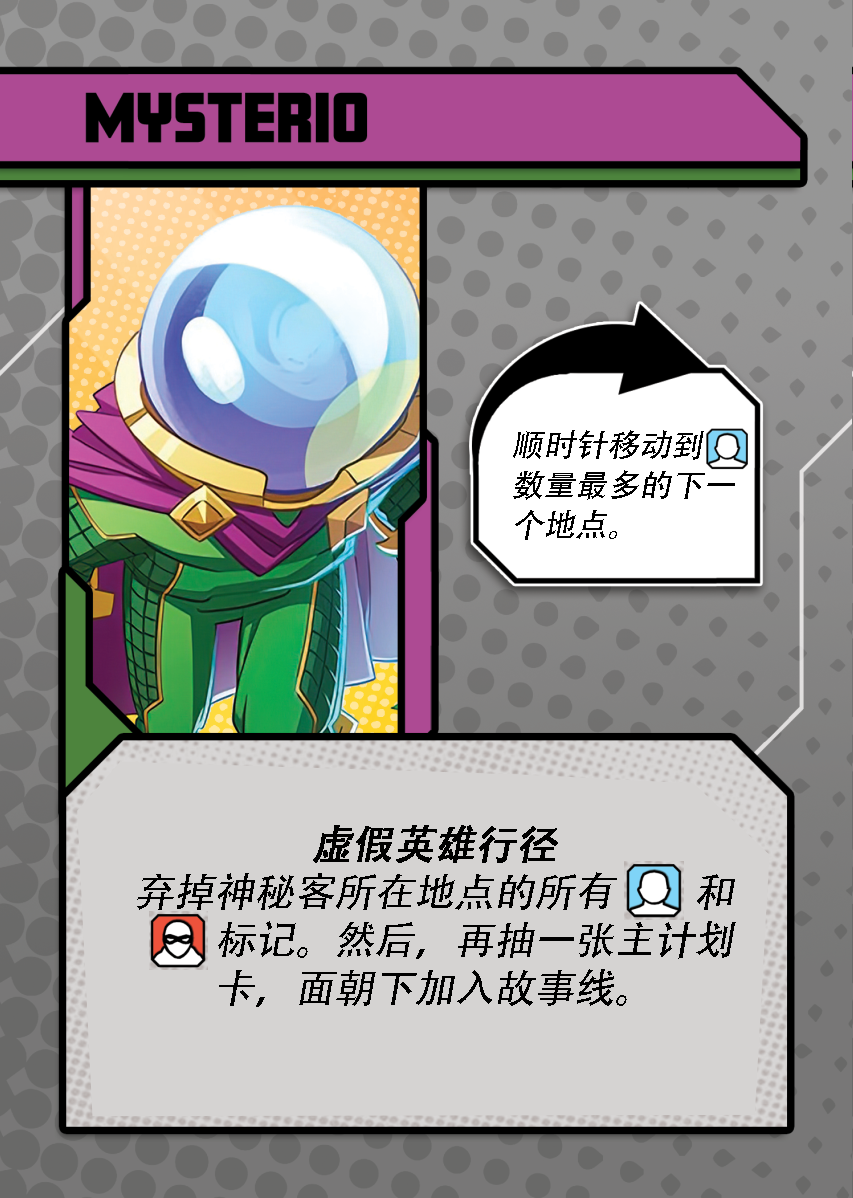 MYSTERIO
顺时针移动到
数量最多的下一
个地点。
虚假英雄行径
弃掉神秘客所在地点的所有 和
标记。然后，再抽一张主计划
卡，面朝下加入故事线。